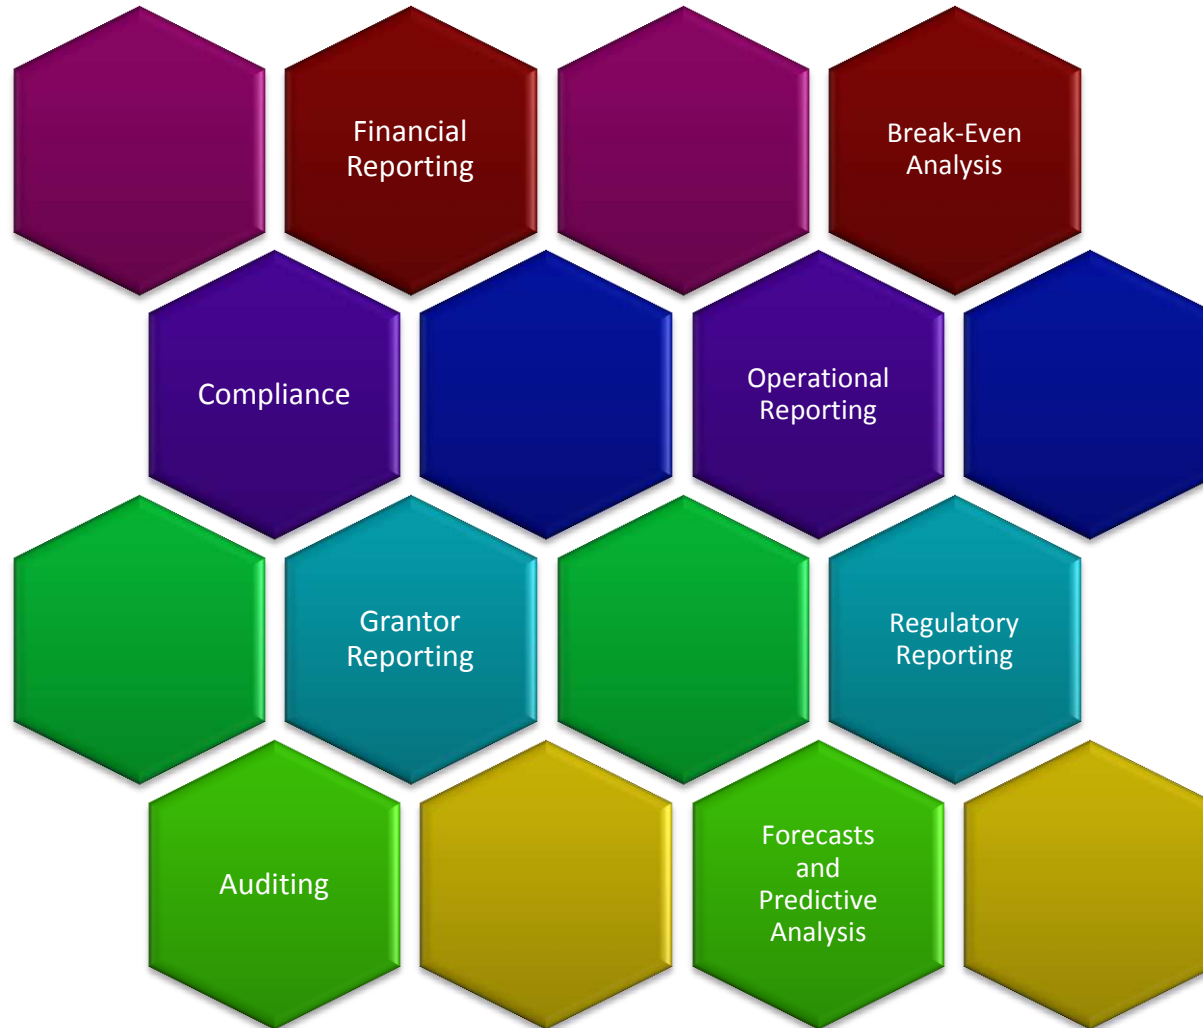 Financial
Reporting
Break-Even
Analysis
Compliance
Operational
Reporting
Grantor
Reporting
Regulatory
Reporting
Auditing
Forecasts
and
Predictive
Analysis